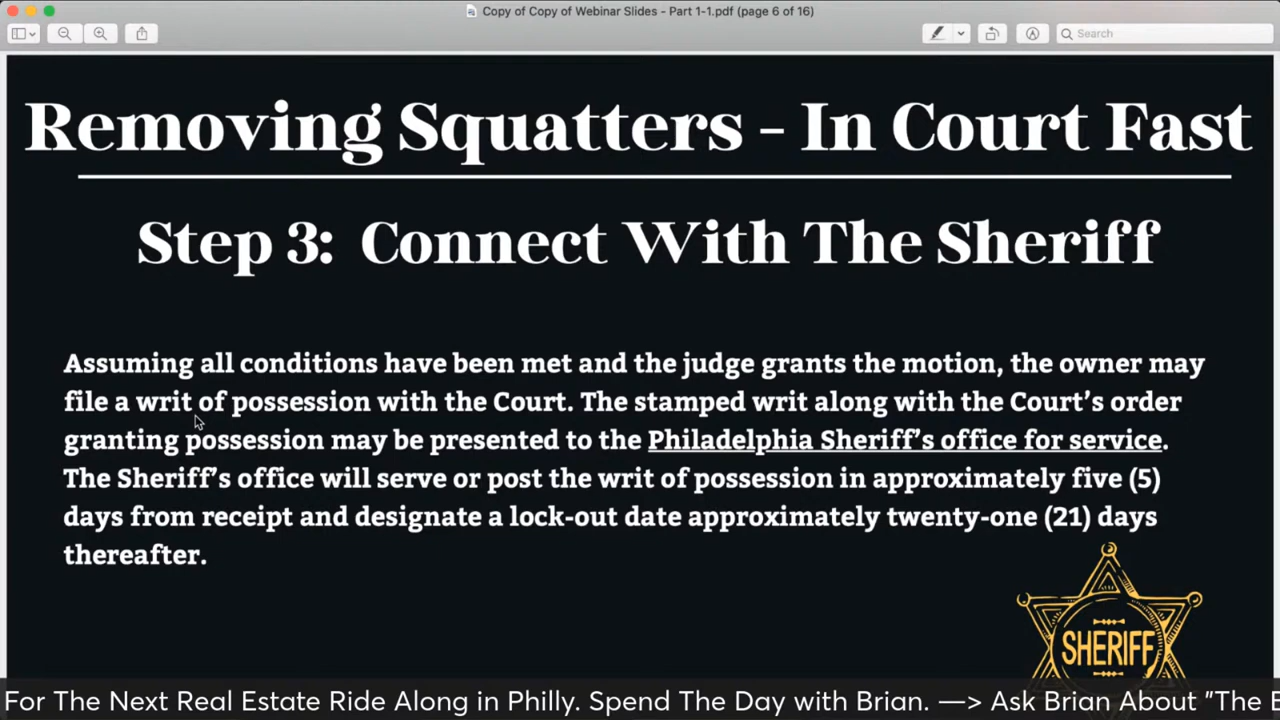 Copy of Copy of Webinar Slides - Part 1-1.pdf (page 6 of 16)
Search
Removing Squatters - In Court Fast
Step 3: Connect With The Sheriff
Assuming all conditions have been met and the judge grants the motion, the owner may
file a writ of possession with the Court. The stamped writ along with the Court's order
granting possession may be presented to the Philadelphia Sheriff's office for service.
The Sheriff's office will serve or post the writ of possession in approximately five (5)
days from receipt and designate a lock-out date approximately twenty-one (21) days
thereafter.
SHERIFF
For The Next Real Estate Ride Along in Philly. Spend The Day with Brian. —> Ask Brian About "The